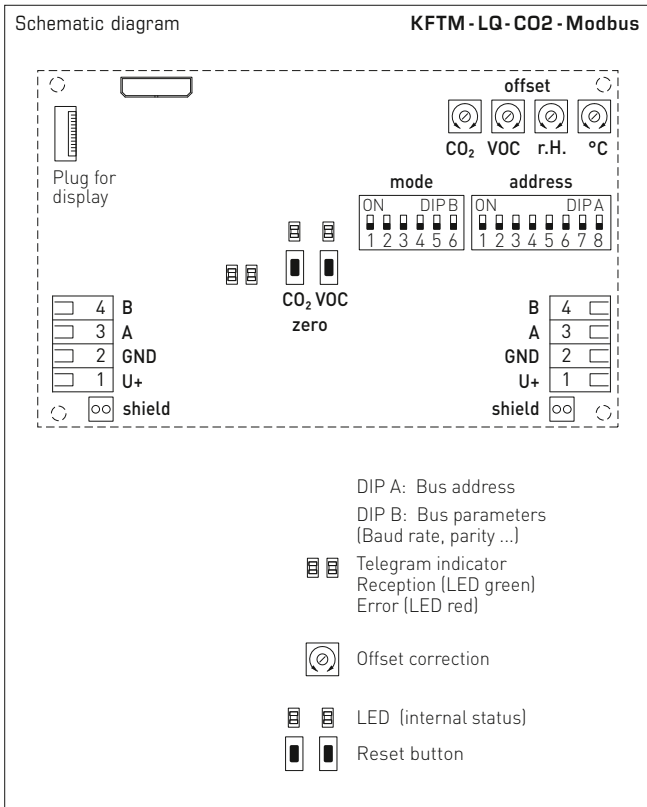 Schematic diagram KFTM - LQ - CO2 - Modbus
offset
CO₂ VOC r.H. °C
Plug for
display
mode address
ON DIP B ON DIP A
1 2 3 4 5 6 1 2 3 4 5 6 7 8
CO₂ VOC
zero
4 B B 4
3 A A 3
2 GND GND 2
1 U+ U+ 1
shield shield
DIP A: Bus address
DIP B: Bus parameters
(Baud rate, parity ...)
Telegram indicator
Reception (LED green)
Error (LED red)
Offset correction
LED (internal status)
Reset button